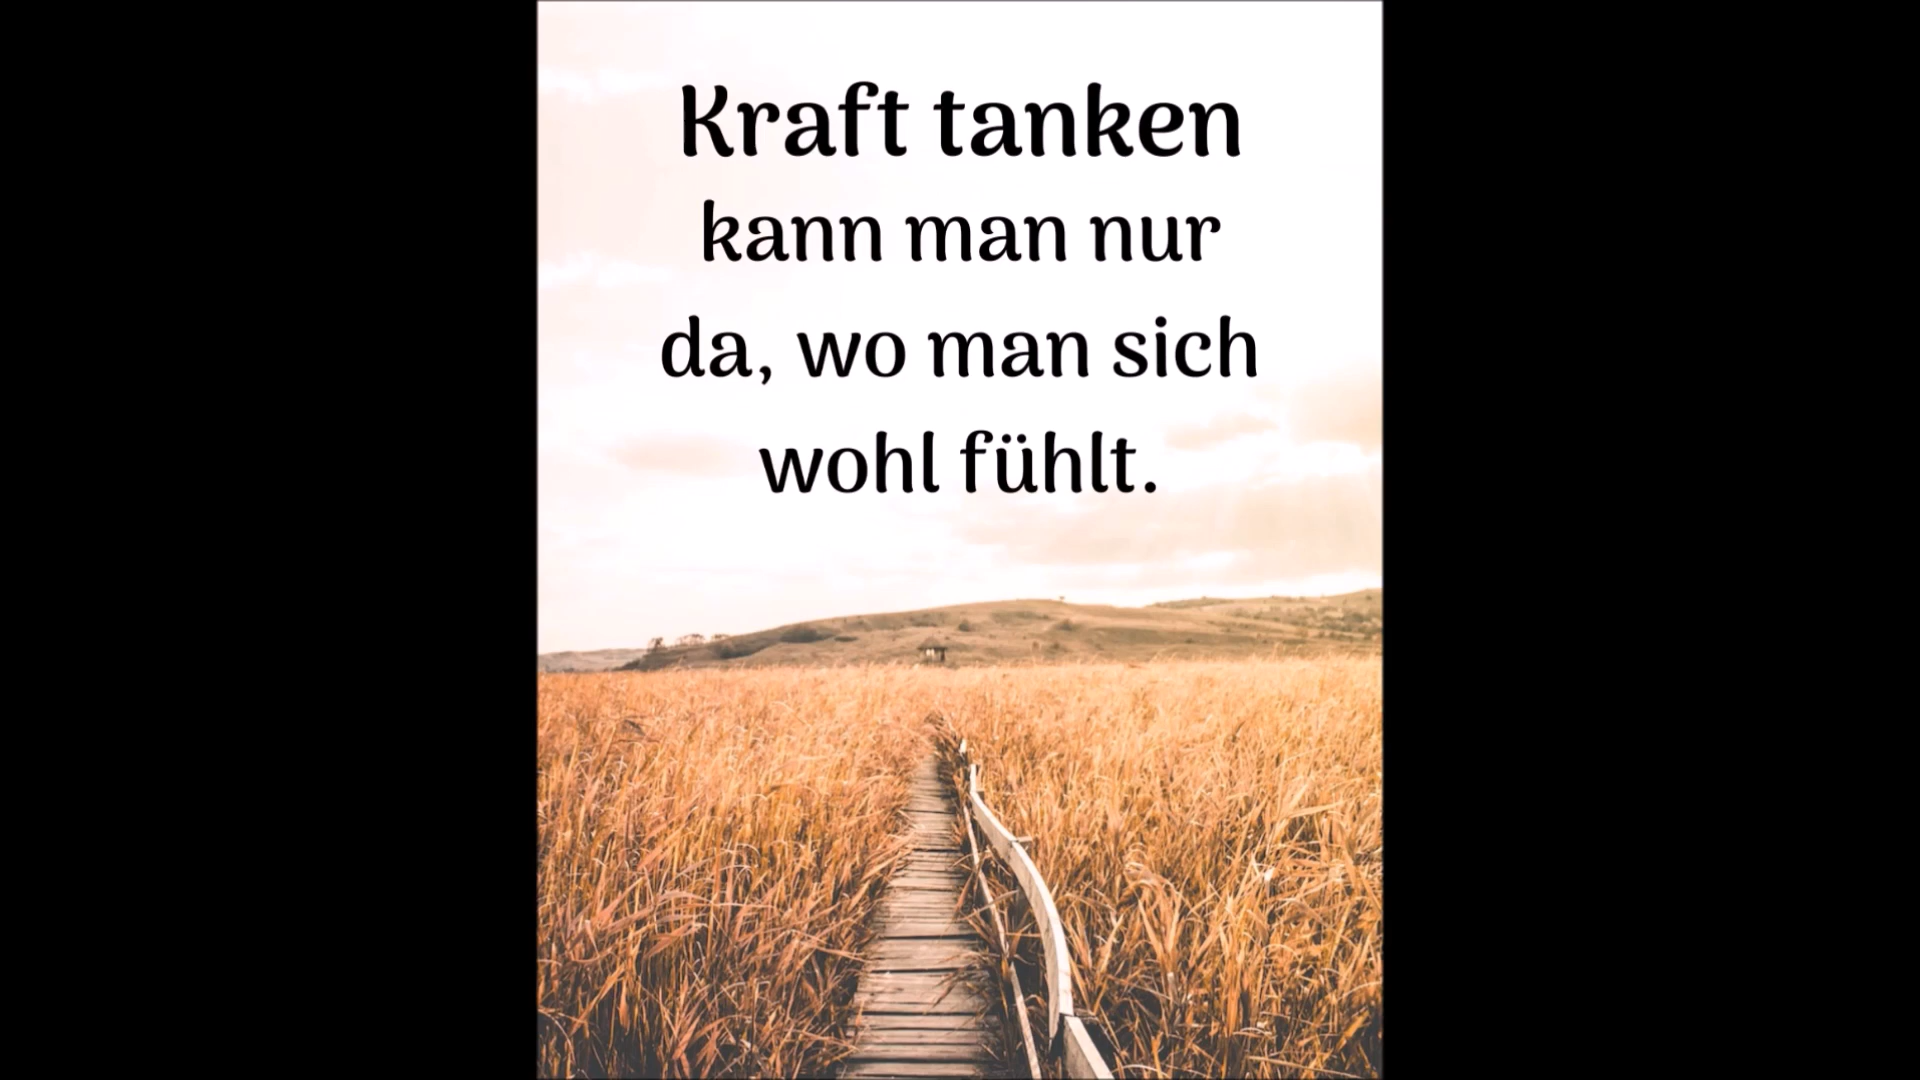 Kraft tanken
kann man nur
da, wo man sich
wohl fühlt.